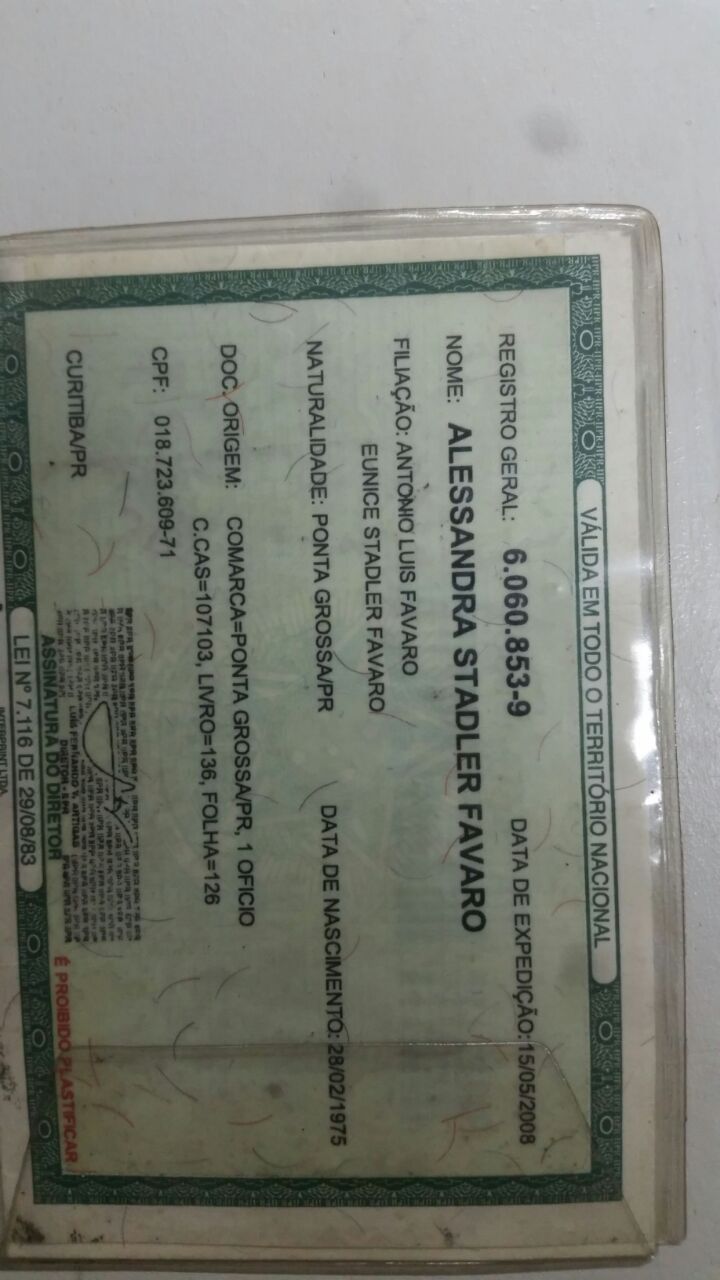 VÁLIDA EM TODO O TERRITÓRIO NACIONAL
REGISTRO GERAL: 6.060.853-9 DATA DE EXPEDIÇÃO:15/05/2008
NOME: ALESSANDRA STADLER FAVARO
FILIAÇÃO: ANTONIO LUIS FAVARO
EUNICE STADLER FAVARO
NATURALIDADE: PONTA GROSSA/PR DATA DE NASCIMENTO: 28/02/1975
DOC. ORIGEM: COMARCA=PONTA GROSSA/PR, 1 OFICIO
C.CAS=107103, LIVRO=136, FOLHA=126
CPF: 018.723.609-71
CURITIBA/PR
LUIS FERNANDO V. ARTIGAS
DIRETOR
ASSINATURA DO DIRETOR
É PROIBIDO PLASTIFICAR
LEI Nº 7.116 DE 29/08/83
INTERPRINT LTDA.